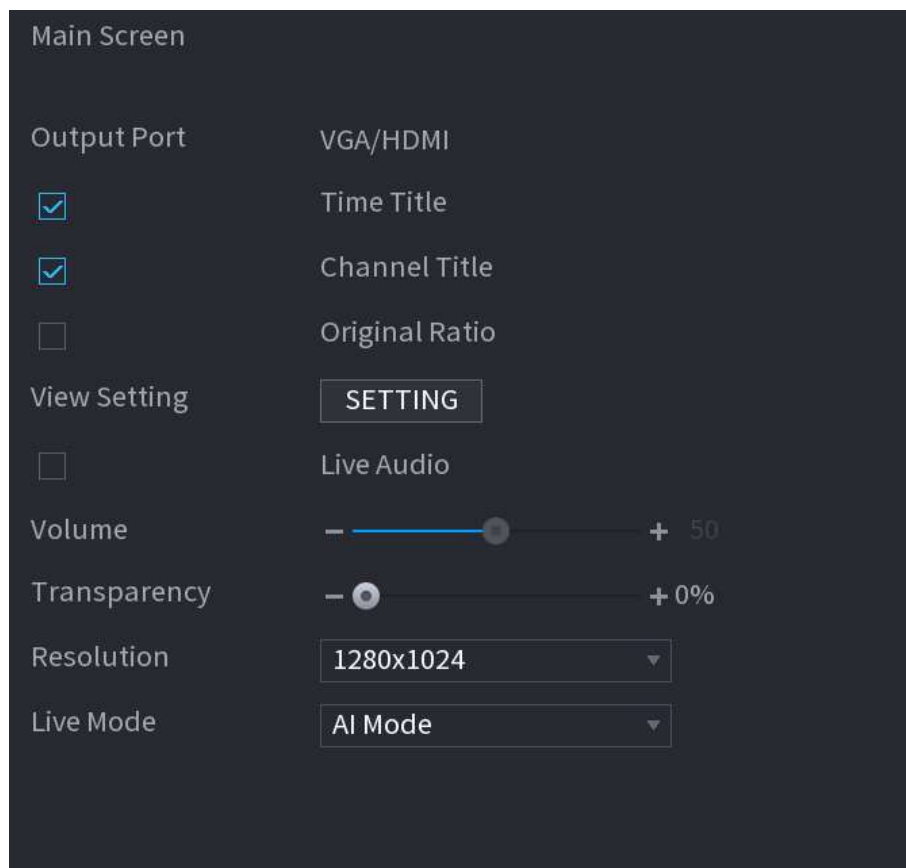 Main Screen
Output Port VGA/HDMI
Time Title
Channel Title
Original Ratio
View Setting SETTING
Live Audio
Volume - + 50
Transparency - + 0%
Resolution 1280x1024
Live Mode AI Mode